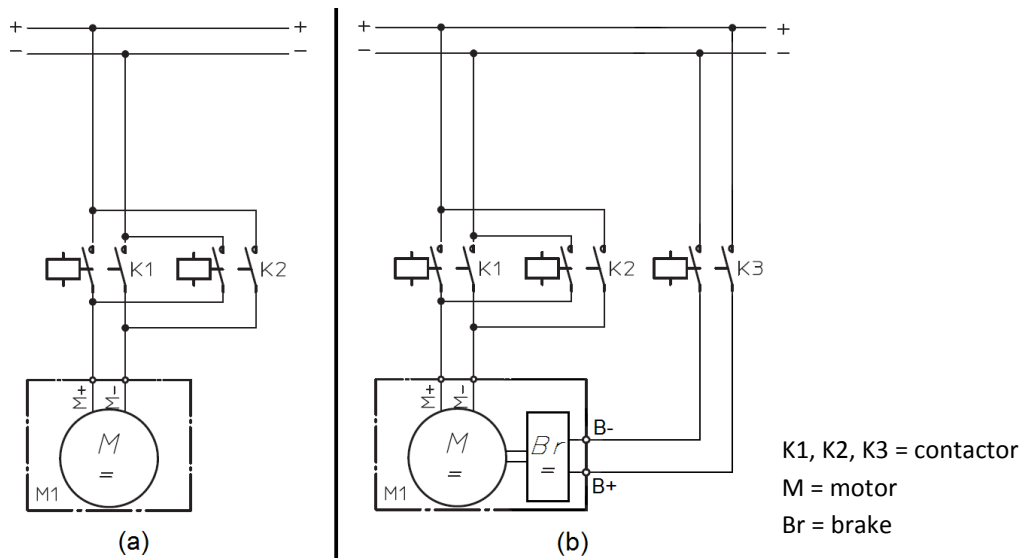 + + + +
− − − −
K1 K2 K1 K2 K3
M+ M- M+ M-
M
=
M1
M
=
M1
Br
=
B-
B+
K1, K2, K3 = contactor
M = motor
Br = brake
(a) (b)